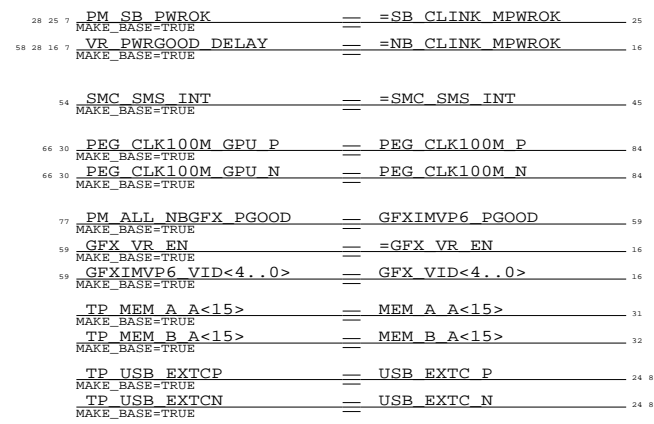 28 25 7 PM_SB_PWROK =SB_CLINK_MPWROK 25
MAKE_BASE=TRUE
58 28 16 7 VR_PWRGOOD_DELAY =NB_CLINK_MPWROK 16
MAKE_BASE=TRUE
54 SMC_SMS_INT =SMC_SMS_INT 45
MAKE_BASE=TRUE
66 30 PEG_CLK100M_GPU_P PEG_CLK100M_P 84
MAKE_BASE=TRUE
66 30 PEG_CLK100M_GPU_N PEG_CLK100M_N 84
MAKE_BASE=TRUE
77 PM_ALL_NBGFX_PGOOD GFXIMVP6_PGOOD 59
MAKE_BASE=TRUE
59 GFX_VR_EN =GFX_VR_EN 16
MAKE_BASE=TRUE
59 GFXIMVP6_VID<4..0> GFX_VID<4..0> 16
MAKE_BASE=TRUE
TP_MEM_A_A<15> MEM_A_A<15> 31
MAKE_BASE=TRUE
TP_MEM_B_A<15> MEM_B_A<15> 32
MAKE_BASE=TRUE
TP_USB_EXTCP USB_EXTC_P 24 8
MAKE_BASE=TRUE
TP_USB_EXTCN USB_EXTC_N 24 8
MAKE_BASE=TRUE